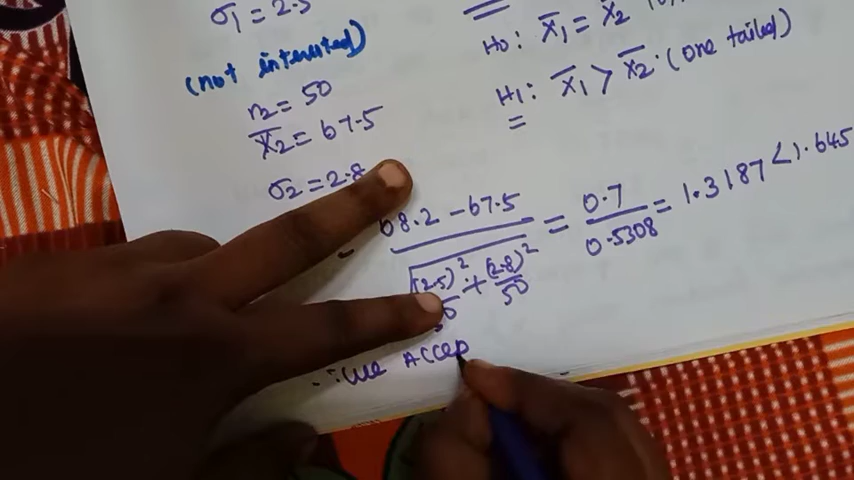 σ1 = 2.5
(not interested)
n2 = 50
X̅2 = 67.5
σ2 = 2.8
H0: X̅1 = X̅2
H1: X̅1 > X̅2. (one tailed)
= 68.2 - 67.5 / √((2.5)² / 50 + (2.8)² / 50) = 0.7 / 0.5308 = 1.3187 < 1.645
∴ we Accep